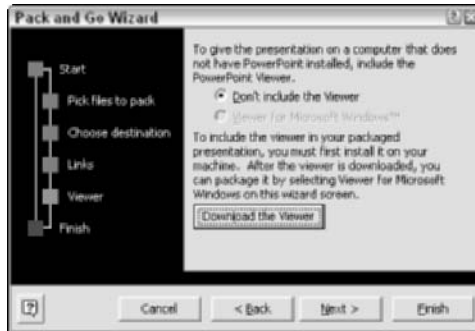 Pack and Go Wizard
Start
Pick files to pack
Choose destination
Links
Viewer
Finish
To give the presentation on a computer that does
not have PowerPoint installed, include the
PowerPoint Viewer.
Don't include the Viewer
Viewer for Microsoft Windows™
To include the viewer in your packaged
presentation, you must first install it on your
machine. After the viewer is downloaded, you
can package it by selecting Viewer for Microsoft
Windows on this wizard screen.
Download the Viewer
Cancel
< Back
Next >
Finish